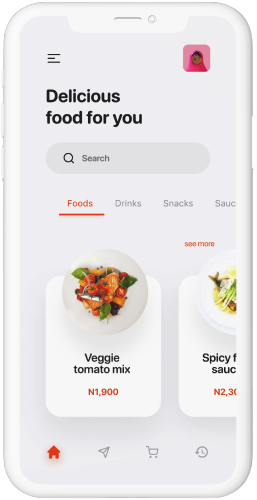 Delicious
food for you
Search
Foods Drinks Snacks Sauc
see more
Veggie
tomato mix
N1,900
Spicy f
sauc
N2,30